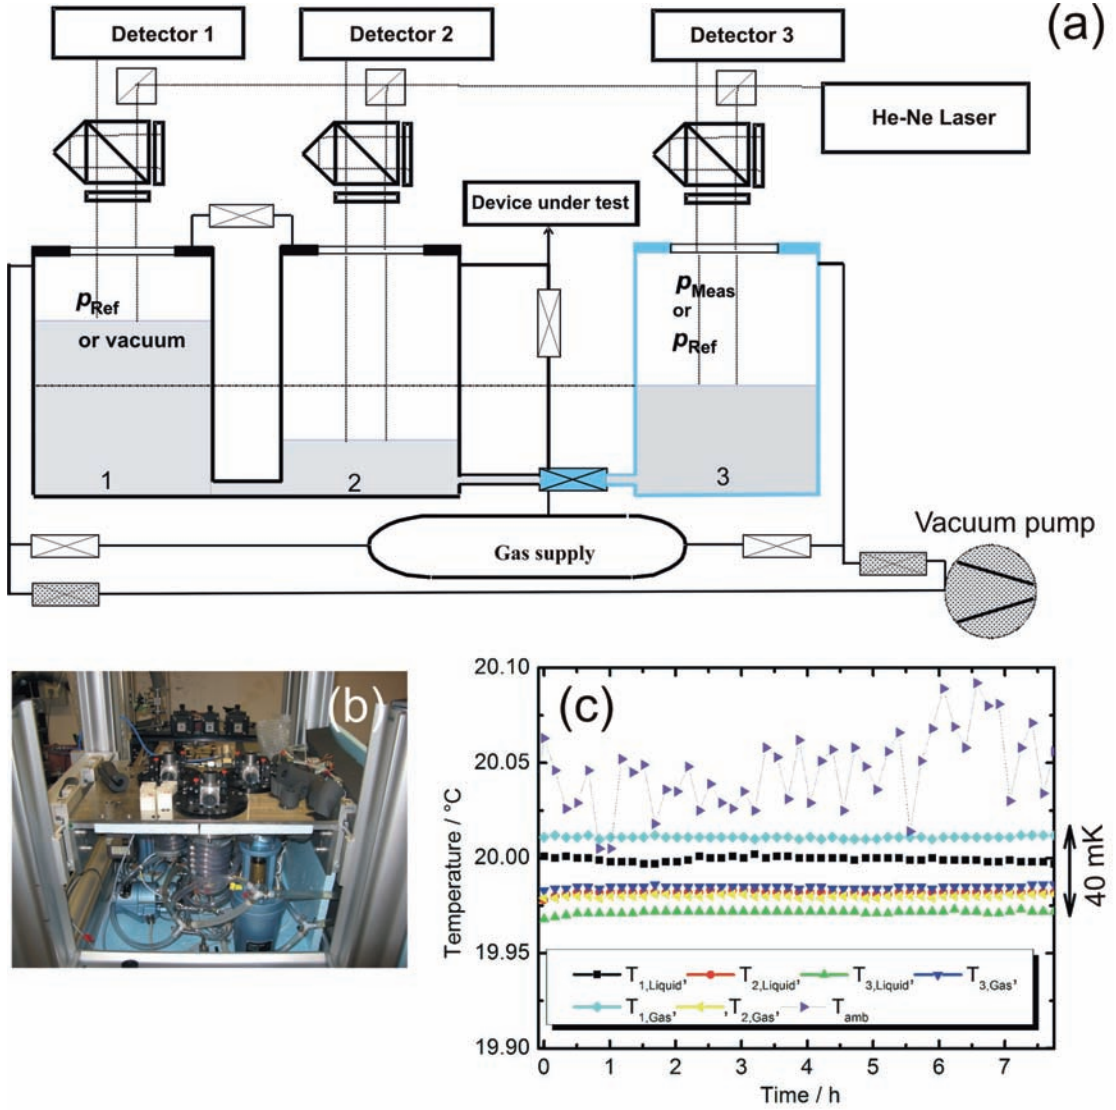 (a)
Detector 1
Detector 2
Detector 3
He-Ne Laser
Device under test
pRef
or vacuum
pMeas
or
pRef
1
2
3
Gas supply
Vacuum pump
(b)
(c)
20.10
20.05
20.00
19.95
19.90
Temperature / °C
40 mK
T1,Liquid, T2,Liquid, T3,Liquid, T3,Gas,
T1,Gas, ,T2,Gas, Tamb
0 1 2 3 4 5 6 7
Time / h